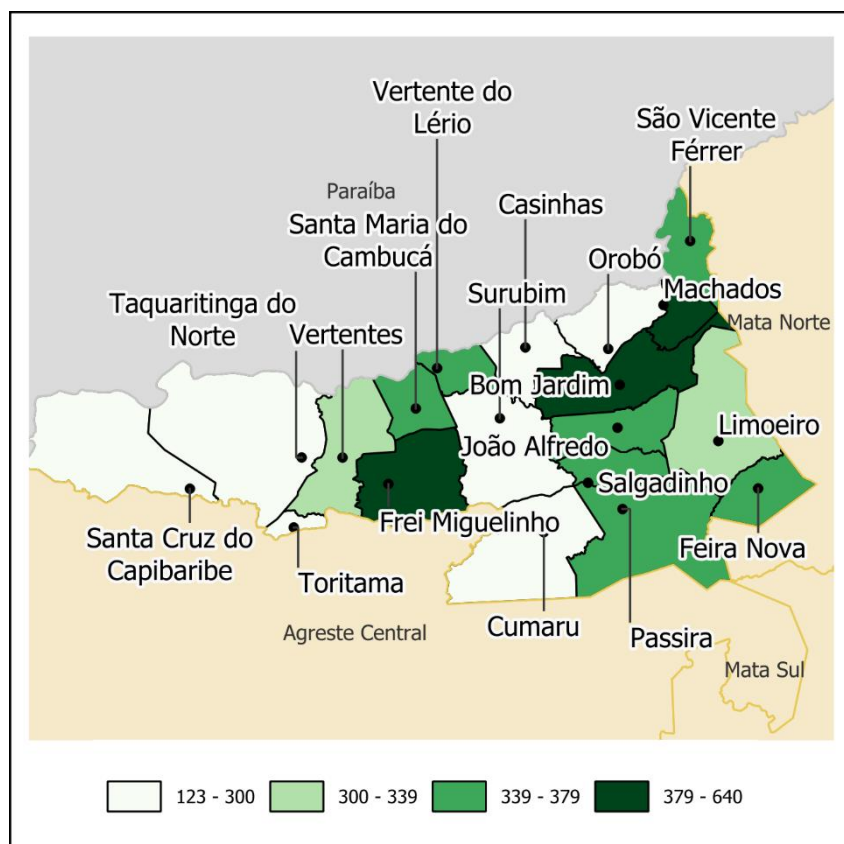 Vertente do
Lério
São Vicente
Férrer
Paraíba
Casinhas
Santa Maria do
Cambucá
Orobó
Surubim
Machados
Taquaritinga do
Norte
Vertentes
Mata Norte
Bom Jardim
João Alfredo
Limoeiro
Salgadinho
Frei Miguelinho
Santa Cruz do
Capibaribe
Feira Nova
Toritama
Cumaru
Passira
Agreste Central
Mata Sul
123 - 300
300 - 339
339 - 379
379 - 640